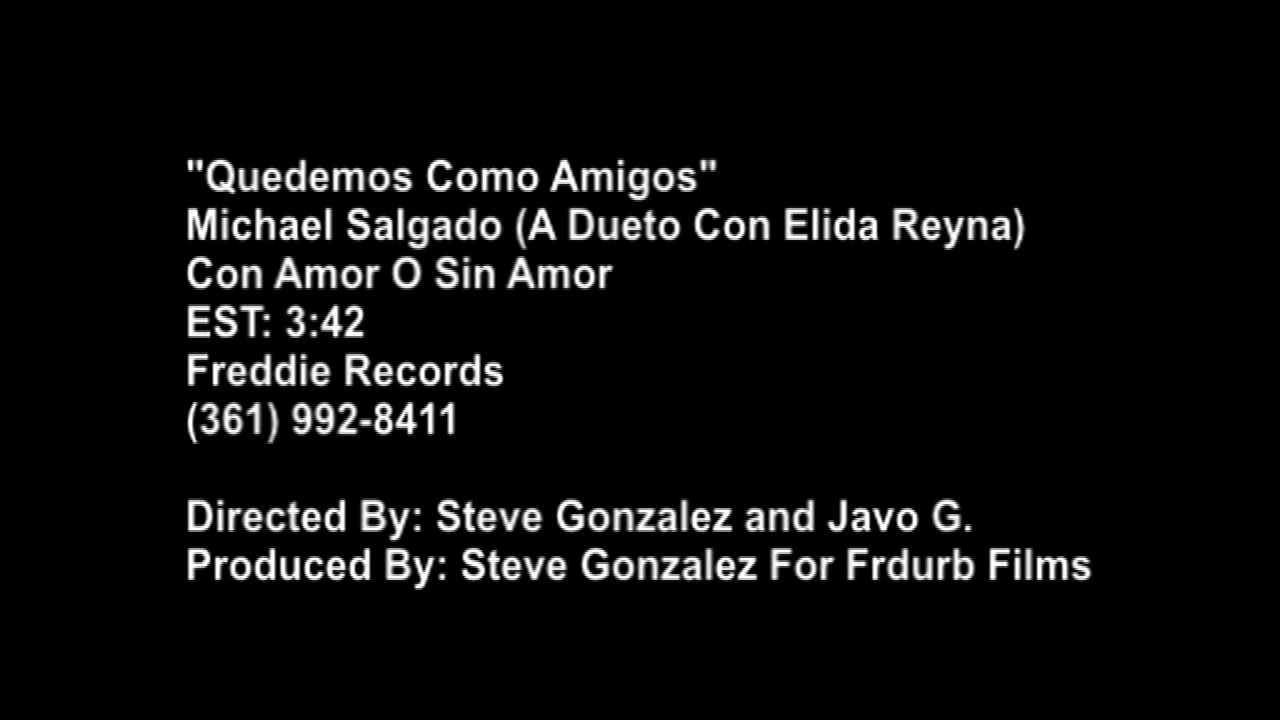 "Quedemos Como Amigos"
Michael Salgado (A Dueto Con Elida Reyna)
Con Amor O Sin Amor
EST: 3:42
Freddie Records
(361) 992-8411
Directed By: Steve Gonzalez and Javo G.
Produced By: Steve Gonzalez For Frdurb Films